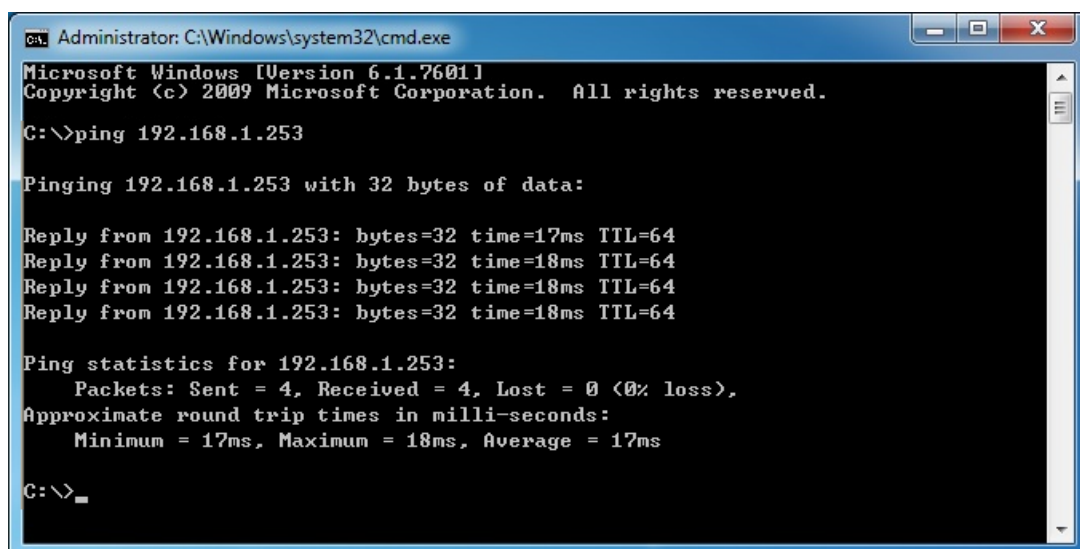 Administrator: C:\Windows\system32\cmd.exe
Microsoft Windows [Version 6.1.7601]
Copyright (c) 2009 Microsoft Corporation.  All rights reserved.
C:\>ping 192.168.1.253
Pinging 192.168.1.253 with 32 bytes of data:
Reply from 192.168.1.253: bytes=32 time=17ms TTL=64
Reply from 192.168.1.253: bytes=32 time=18ms TTL=64
Reply from 192.168.1.253: bytes=32 time=18ms TTL=64
Reply from 192.168.1.253: bytes=32 time=18ms TTL=64
Ping statistics for 192.168.1.253:
    Packets: Sent = 4, Received = 4, Lost = 0 (0% loss),
Approximate round trip times in milli-seconds:
    Minimum = 17ms, Maximum = 18ms, Average = 17ms
C:\>_